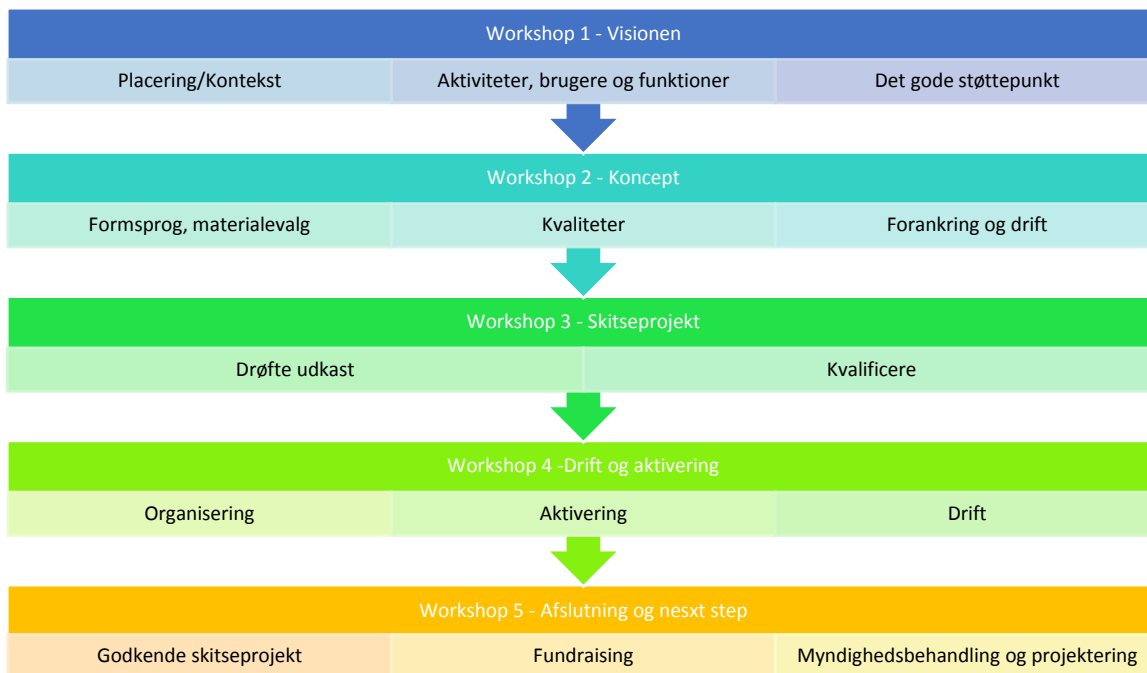 Workshop 1 - Visionen
Placering/Kontekst
Aktiviteter, brugere og funktioner
Det gode støttepunkt
Workshop 2 - Koncept
Formsprog, materialevalg
Kvaliteter
Forankring og drift
Workshop 3 - Skitseprojekt
Drøfte udkast
Kvalificere
Workshop 4 -Drift og aktivering
Organisering
Aktivering
Drift
Workshop 5 - Afslutning og nesxt step
Godkende skitseprojekt
Fundraising
Myndighedsbehandling og projektering